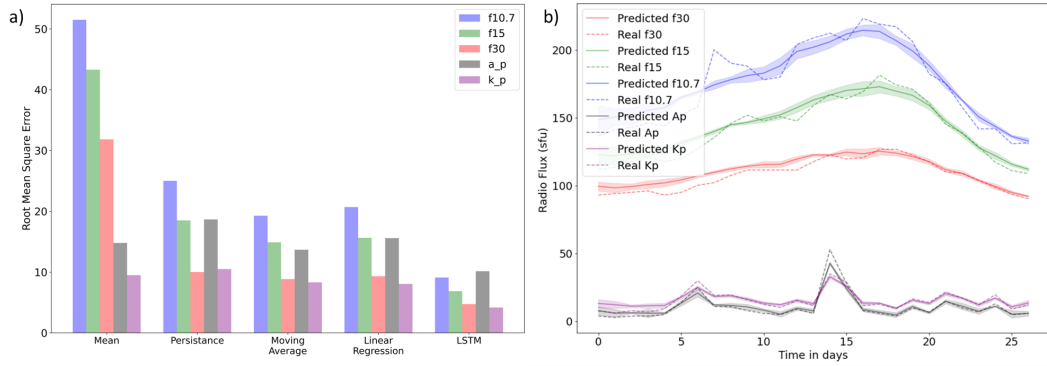 a)
Root Mean Square Error
50
40
30
20
10
0
f10.7
f15
f30
a_p
k_p
Mean
Persistance
Moving
Average
Linear
Regression
LSTM
b)
Radio Flux (sfu)
200
150
100
50
0
Predicted f30
Real f30
Predicted f15
Real f15
Predicted f10.7
Real f10.7
Predicted Ap
Real Ap
Predicted Kp
Real Kp
0
5
10
15
20
25
Time in days